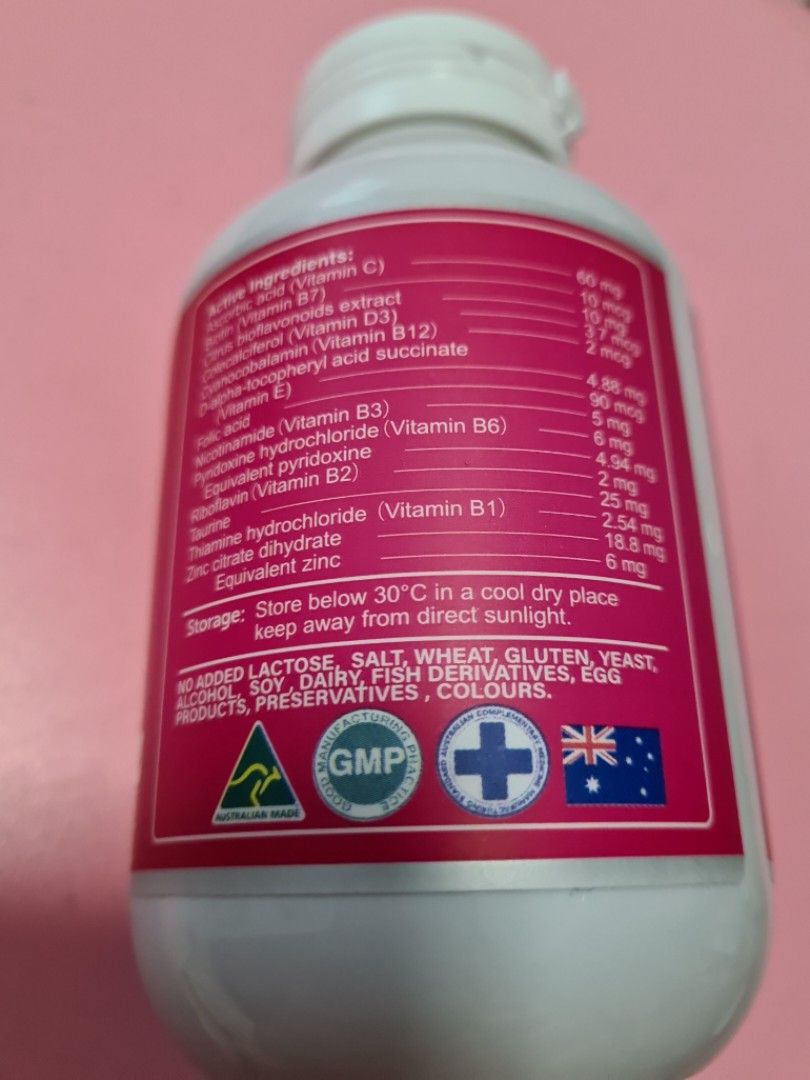 Active Ingredients:
Ascorbic acid (Vitamin C) 60 mg
Biotin (Vitamin B7) 10 mcg
Citrus bioflavonoids extract 10 mg
Colecalciferol (Vitamin D3) 3.7 mcg
Cyanocobalamin (Vitamin B12) 2 mcg
D-alpha-tocopheryl acid succinate
(Vitamin E) 4.88 mg
Folic acid 90 mcg
Nicotinamide (Vitamin B3) 5 mg
Pyridoxine hydrochloride (Vitamin B6) 6 mg
Equivalent pyridoxine 4.94 mg
Riboflavin (Vitamin B2) 2 mg
Taurine 25 mg
Thiamine hydrochloride (Vitamin B1) 2.54 mg
Zinc citrate dihydrate 18.8 mg
Equivalent zinc 6 mg
Storage: Store below 30°C in a cool dry place
keep away from direct sunlight.
NO ADDED LACTOSE, SALT, WHEAT, GLUTEN, YEAST,
ALCOHOL, SOY, DAIRY, FISH DERIVATIVES, EGG
PRODUCTS, PRESERVATIVES , COLOURS.
AUSTRALIAN MADE
GOOD MANUFACTURING PRACTICE
GMP
AUSTRALIAN COMPLEMENTARY MEDICINE MANUFACTURING STANDARD